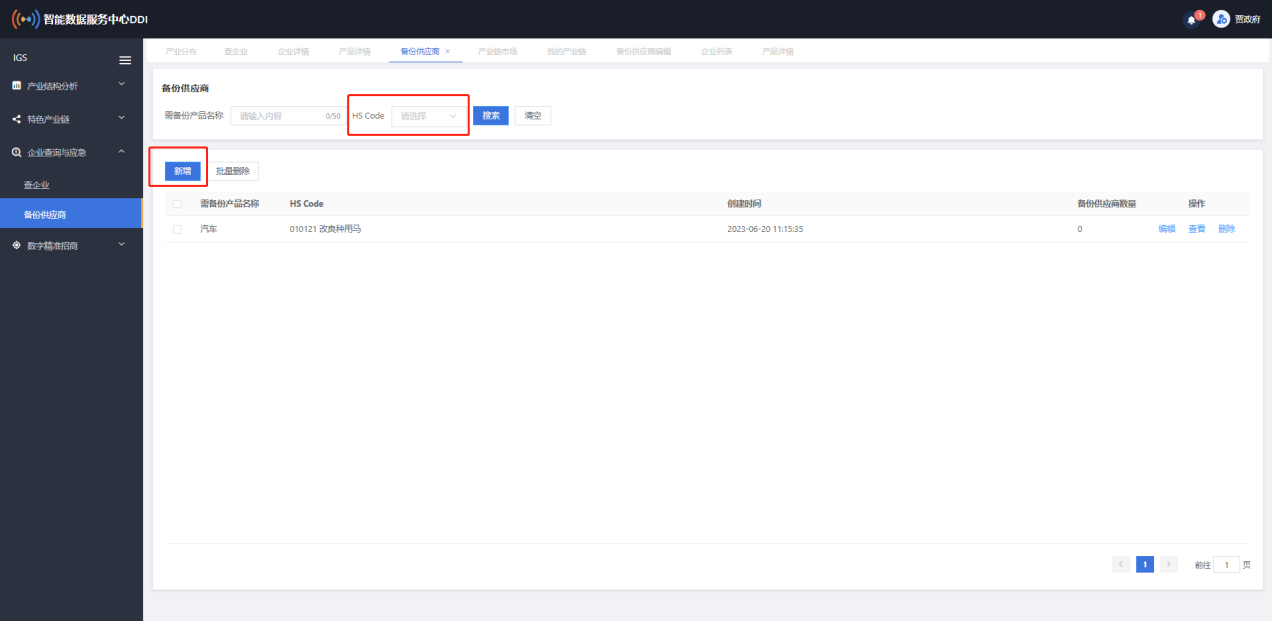 智能数据服务中心DDI
1
贾政府
IGS
产业结构分析
特色产业链
企业查询与应急
查企业
备份供应商
数字精准招商
产业分布 查企业 企业详情 产品详情 备份供应商 × 产业链市场 我的产业链 备份供应商编辑 企业列表 产品详情
备份供应商
需备份产品名称 请输入内容 0/50 HS Code 请选择 搜索 清空
新增 批量删除
需备份产品名称 HS Code 创建时间 备份供应商数量 操作
汽车 010121 改良种用马 2023-06-20 11:15:35 0 编辑 查看 删除
< 1 > 前往 1 页